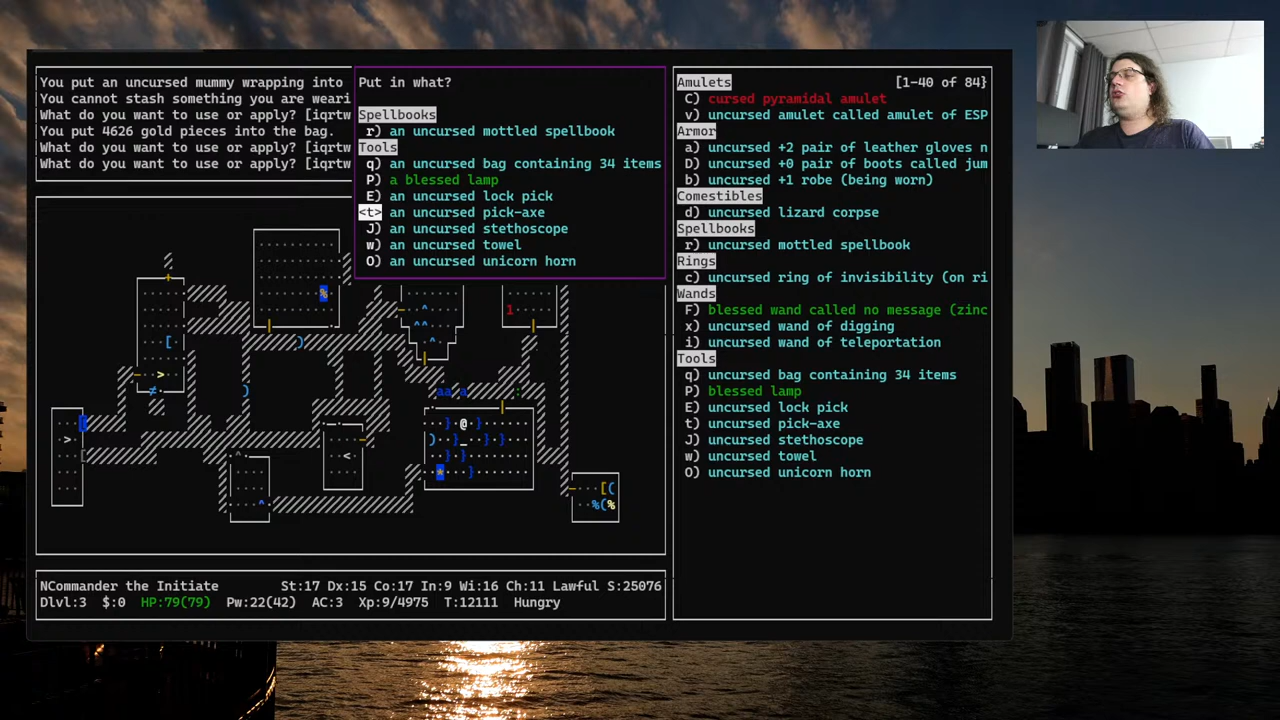 You put an uncursed mummy wrapping into
You cannot stash something you are weari
What do you want to use or apply? [iqrtw
You put 4626 gold pieces into the bag.
What do you want to use or apply? [iqrtw
What do you want to use or apply? [iqrtw
Put in what?
Spellbooks
r) an uncursed mottled spellbook
Tools
q) an uncursed bag containing 34 items
P) a blessed lamp
E) an uncursed lock pick
<t> an uncursed pick-axe
J) an uncursed stethoscope
w) an uncursed towel
O) an uncursed unicorn horn
Amulets [1-40 of 84}
C) cursed pyramidal amulet
v) uncursed amulet called amulet of ESP
Armor
a) uncursed +2 pair of leather gloves n
D) uncursed +0 pair of boots called jum
b) uncursed +1 robe (being worn)
Comestibles
d) uncursed lizard corpse
Spellbooks
r) uncursed mottled spellbook
Rings
c) uncursed ring of invisibility (on ri
Wands
F) blessed wand called no message (zinc
x) uncursed wand of digging
i) uncursed wand of teleportation
Tools
q) uncursed bag containing 34 items
P) blessed lamp
E) uncursed lock pick
t) uncursed pick-axe
J) uncursed stethoscope
w) uncursed towel
O) uncursed unicorn horn
NCommander the Initiate St:17 Dx:15 Co:17 In:9 Wi:16 Ch:11 Lawful S:25076
Dlvl:3 $:0 HP:79(79) Pw:22(42) AC:3 Xp:9/4975 T:12111 Hungry